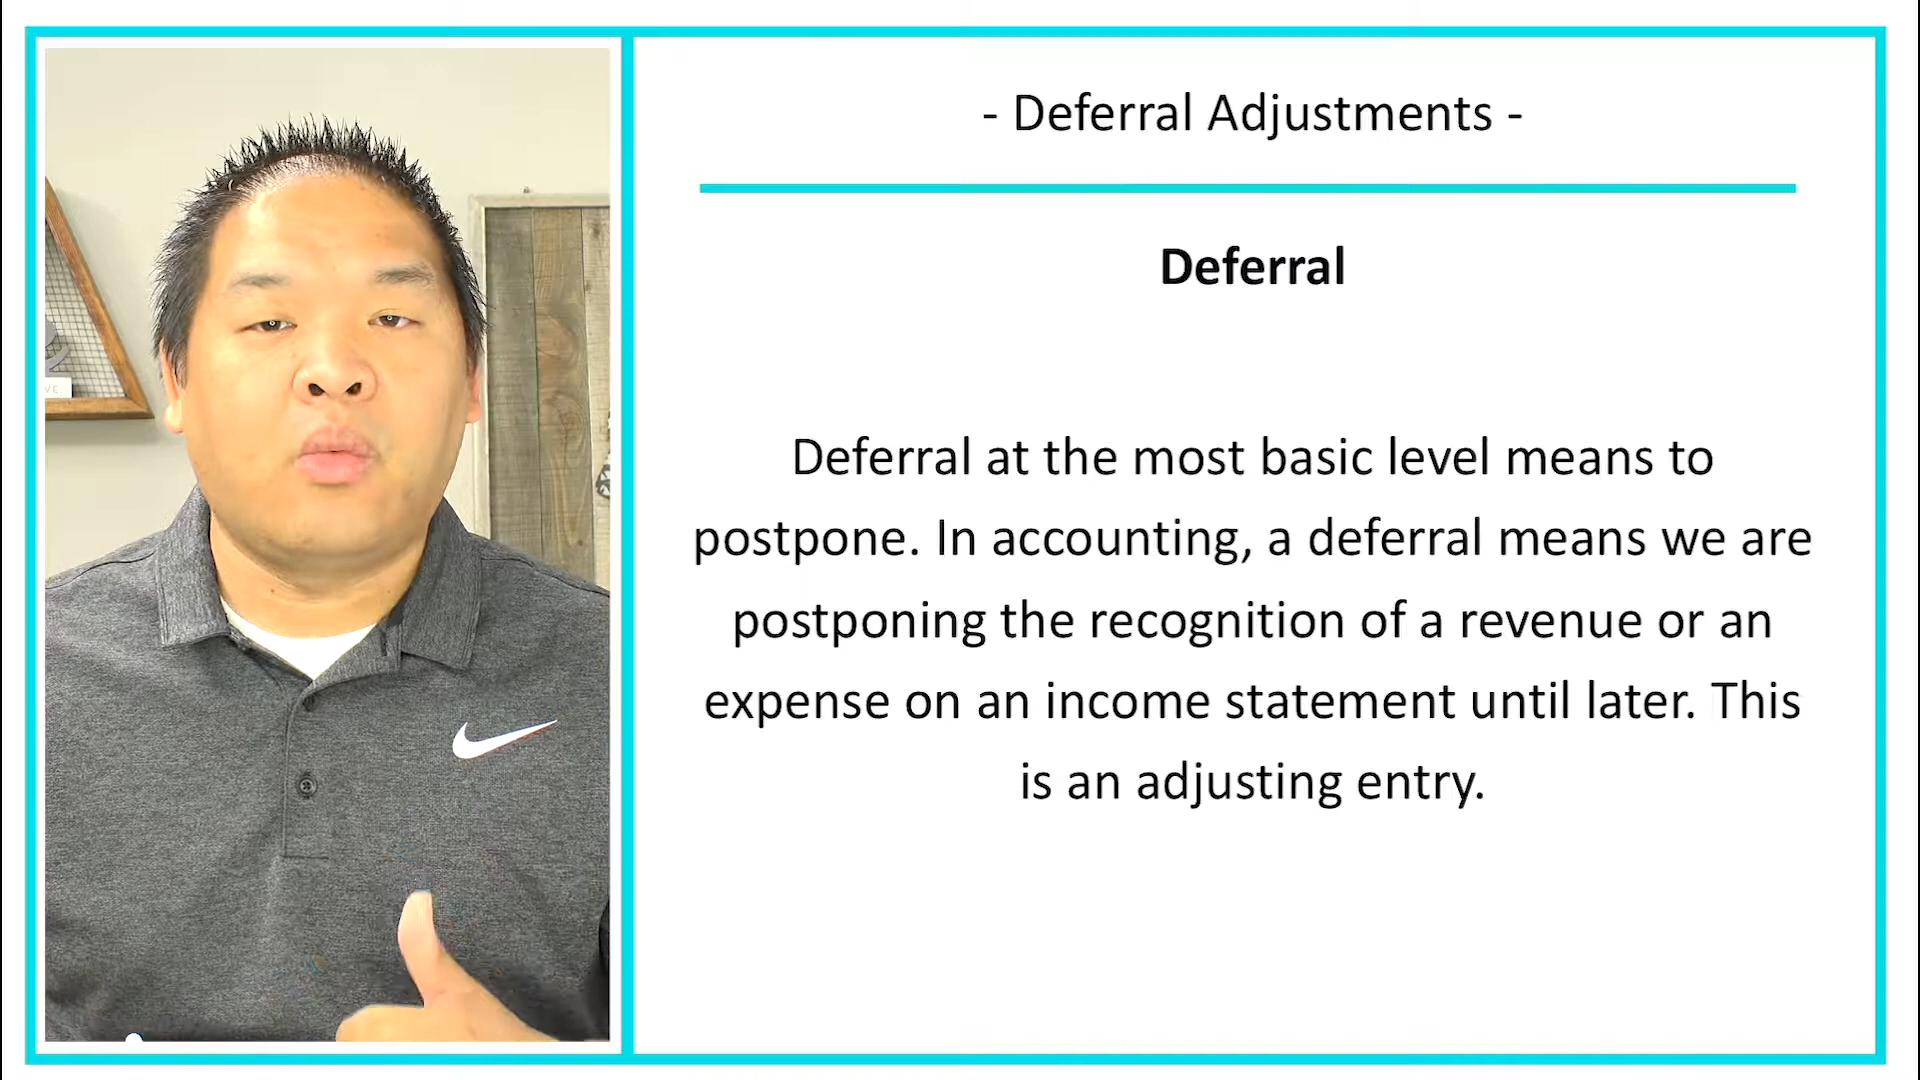 - Deferral Adjustments -
Deferral
Deferral at the most basic level means to
postpone. In accounting, a deferral means we are
postponing the recognition of a revenue or an
expense on an income statement until later. This
is an adjusting entry.
VE